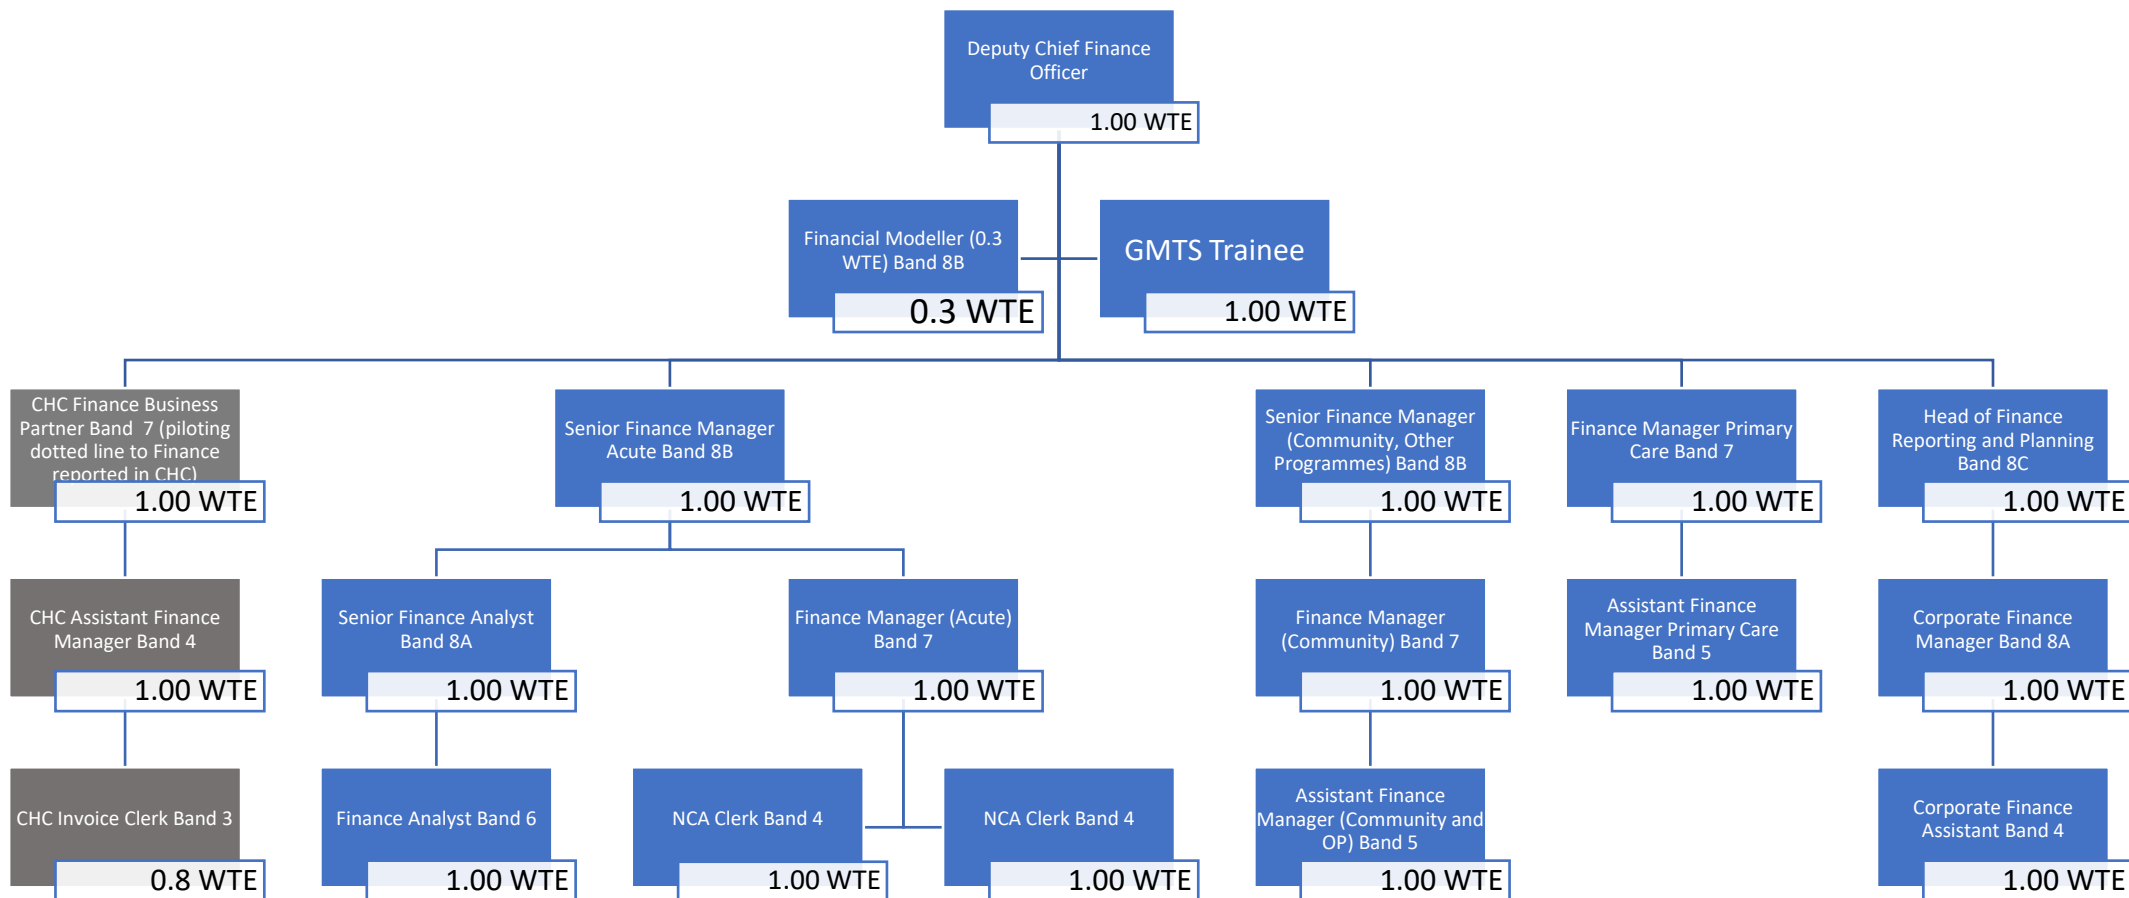 Deputy Chief Finance
Officer
1.00 WTE
Financial Modeller (0.3
WTE) Band 8B
0.3 WTE
GMTS Trainee
1.00 WTE
CHC Finance Business
Partner Band  7 (piloting
dotted line to Finance
reported in CHC)
1.00 WTE
Senior Finance Manager
Acute Band 8B
1.00 WTE
Senior Finance Manager
(Community, Other
Programmes) Band 8B
1.00 WTE
Finance Manager Primary
Care Band 7
1.00 WTE
Head of Finance
Reporting and Planning
Band 8C
1.00 WTE
CHC Assistant Finance
Manager Band 4
1.00 WTE
Senior Finance Analyst
Band 8A
1.00 WTE
Finance Manager (Acute)
Band 7
1.00 WTE
Finance Manager
(Community) Band 7
1.00 WTE
Assistant Finance
Manager Primary Care
Band 5
1.00 WTE
Corporate Finance
Manager Band 8A
1.00 WTE
CHC Invoice Clerk Band 3
0.8 WTE
Finance Analyst Band 6
1.00 WTE
NCA Clerk Band 4
1.00 WTE
NCA Clerk Band 4
1.00 WTE
Assistant Finance
Manager (Community and
OP) Band 5
1.00 WTE
Corporate Finance
Assistant Band 4
1.00 WTE